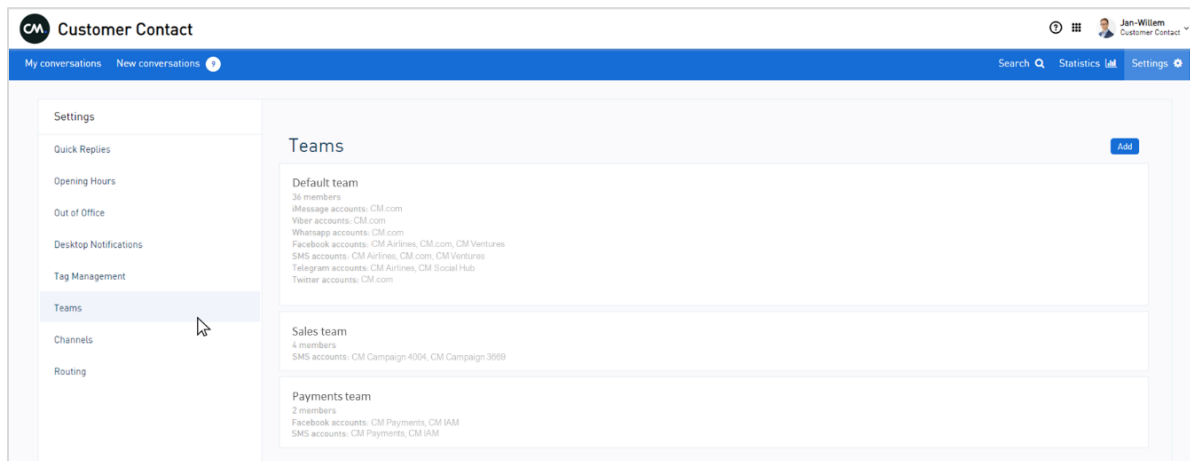 CM. Customer Contact
Jan-Willem
Customer Contact
My conversations New conversations 9
Search Statistics Settings
Settings
Quick Replies
Opening Hours
Out of Office
Desktop Notifications
Tag Management
Teams
Channels
Routing
Teams
Add
Default team
36 members
iMessage accounts: CM.com
Viber accounts: CM.com
Whatsapp accounts: CM.com
Facebook accounts: CM Airlines, CM.com, CM Ventures
SMS accounts: CM Airlines, CM.com, CM Ventures
Telegram accounts: CM Airlines, CM Social Hub
Twitter accounts: CM.com
Sales team
4 members
SMS accounts: CM Campaign 4004, CM Campaign 3669
Payments team
2 members
Facebook accounts: CM Payments, CM IAM
SMS accounts: CM Payments, CM IAM